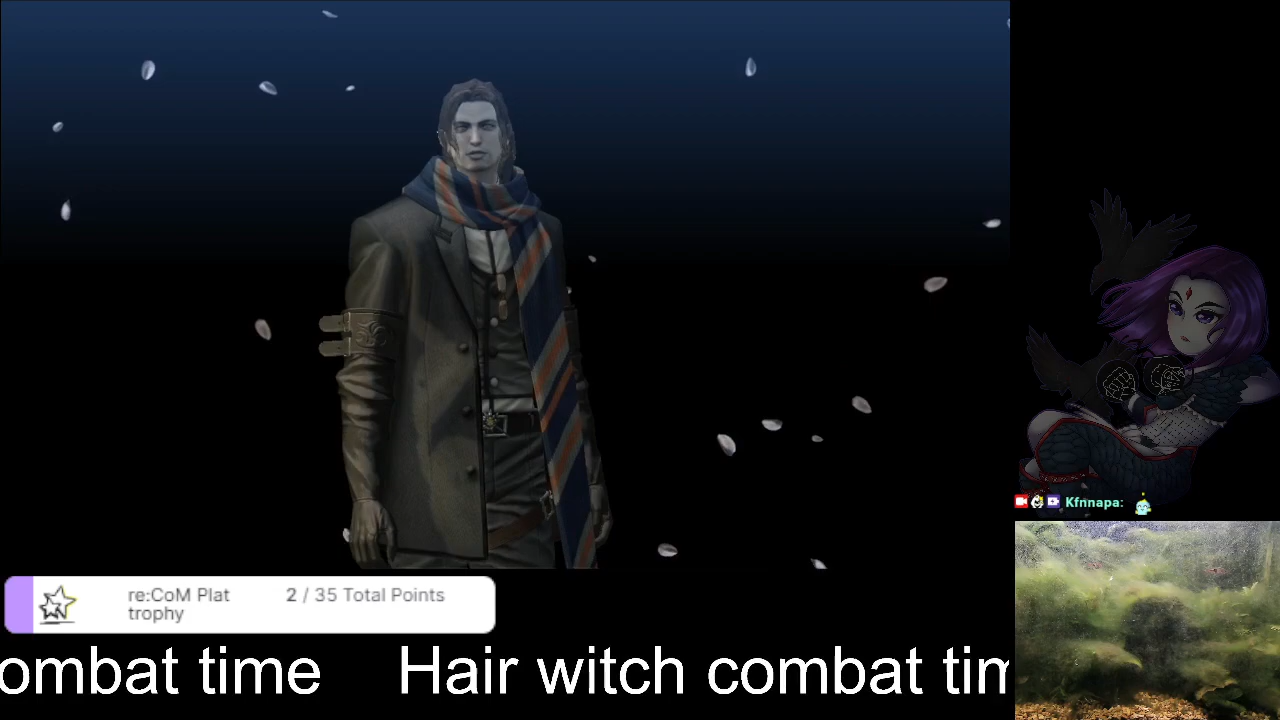 Kfnnapa:
re:CoM Plat
trophy
2 / 35 Total Points
ombat time Hair witch combat tim